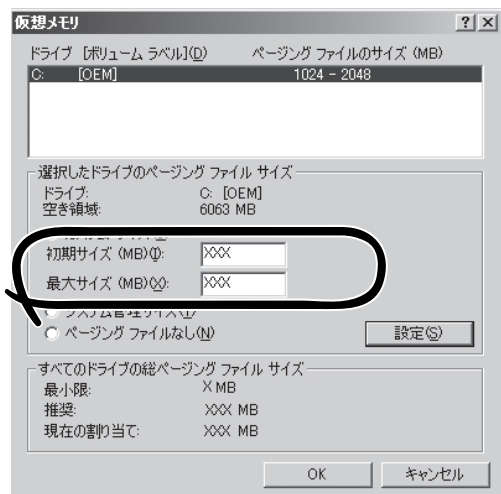 仮想メモリ
ドライブ [ボリューム ラベル](D) ページング ファイルのサイズ (MB)
C: [OEM] 1024 - 2048
選択したドライブのページング ファイル サイズ
ドライブ: C: [OEM]
空き領域: 6063 MB
初期サイズ (MB)(I): XXX
最大サイズ (MB)(X): XXX
ページング ファイルなし(N) 設定(S)
すべてのドライブの総ページング ファイル サイズ
最小限: X MB
推奨: XXX MB
現在の割り当て: XXX MB
OK キャンセル